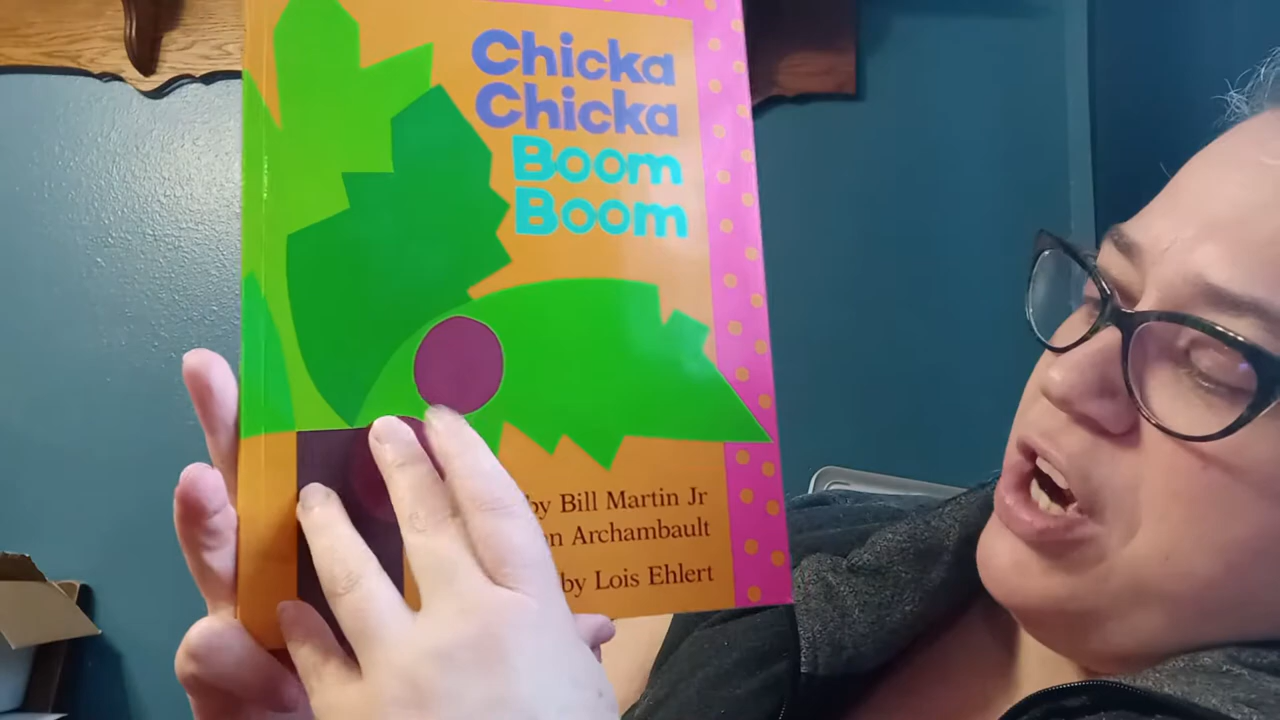 Chicka
Chicka
Boom
Boom
by Bill Martin Jr
Archambault
by Lois Ehlert